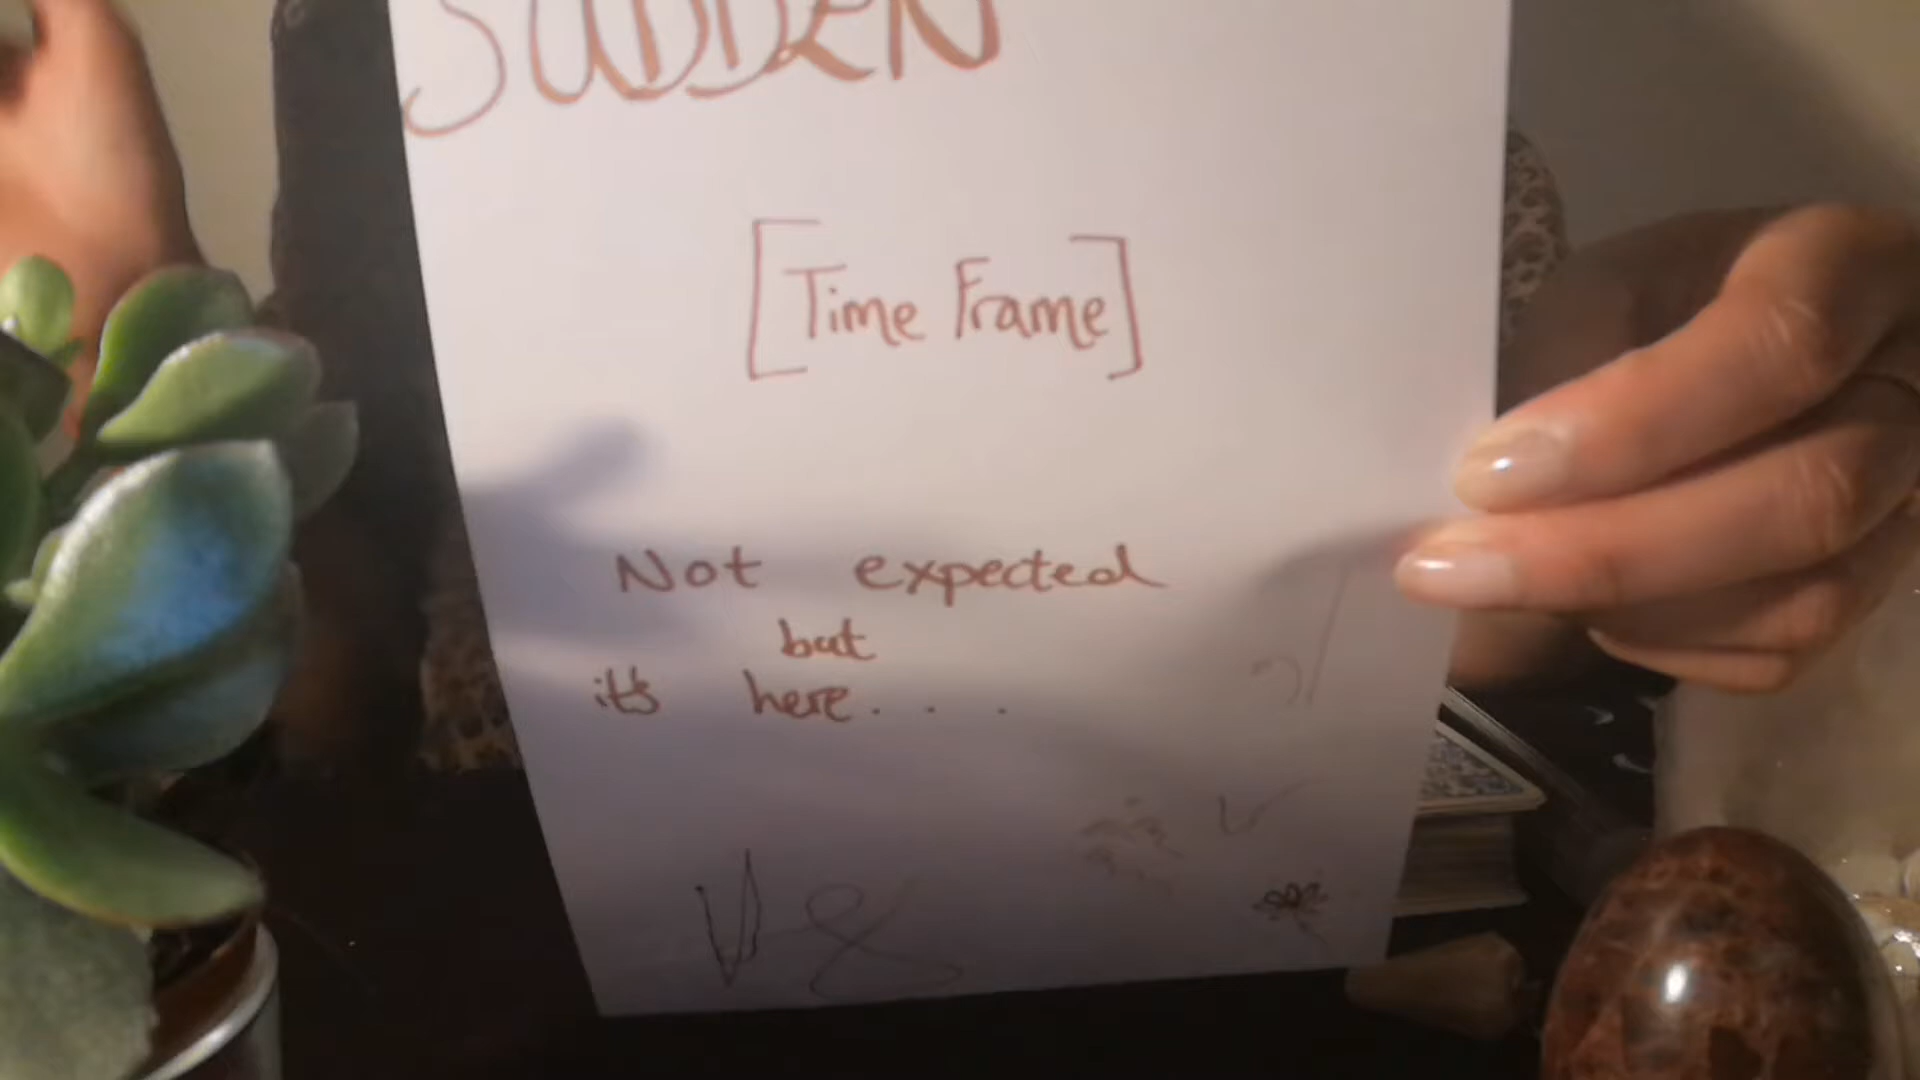 SUDDEN
[Time Frame]
Not expected
but
it's here...